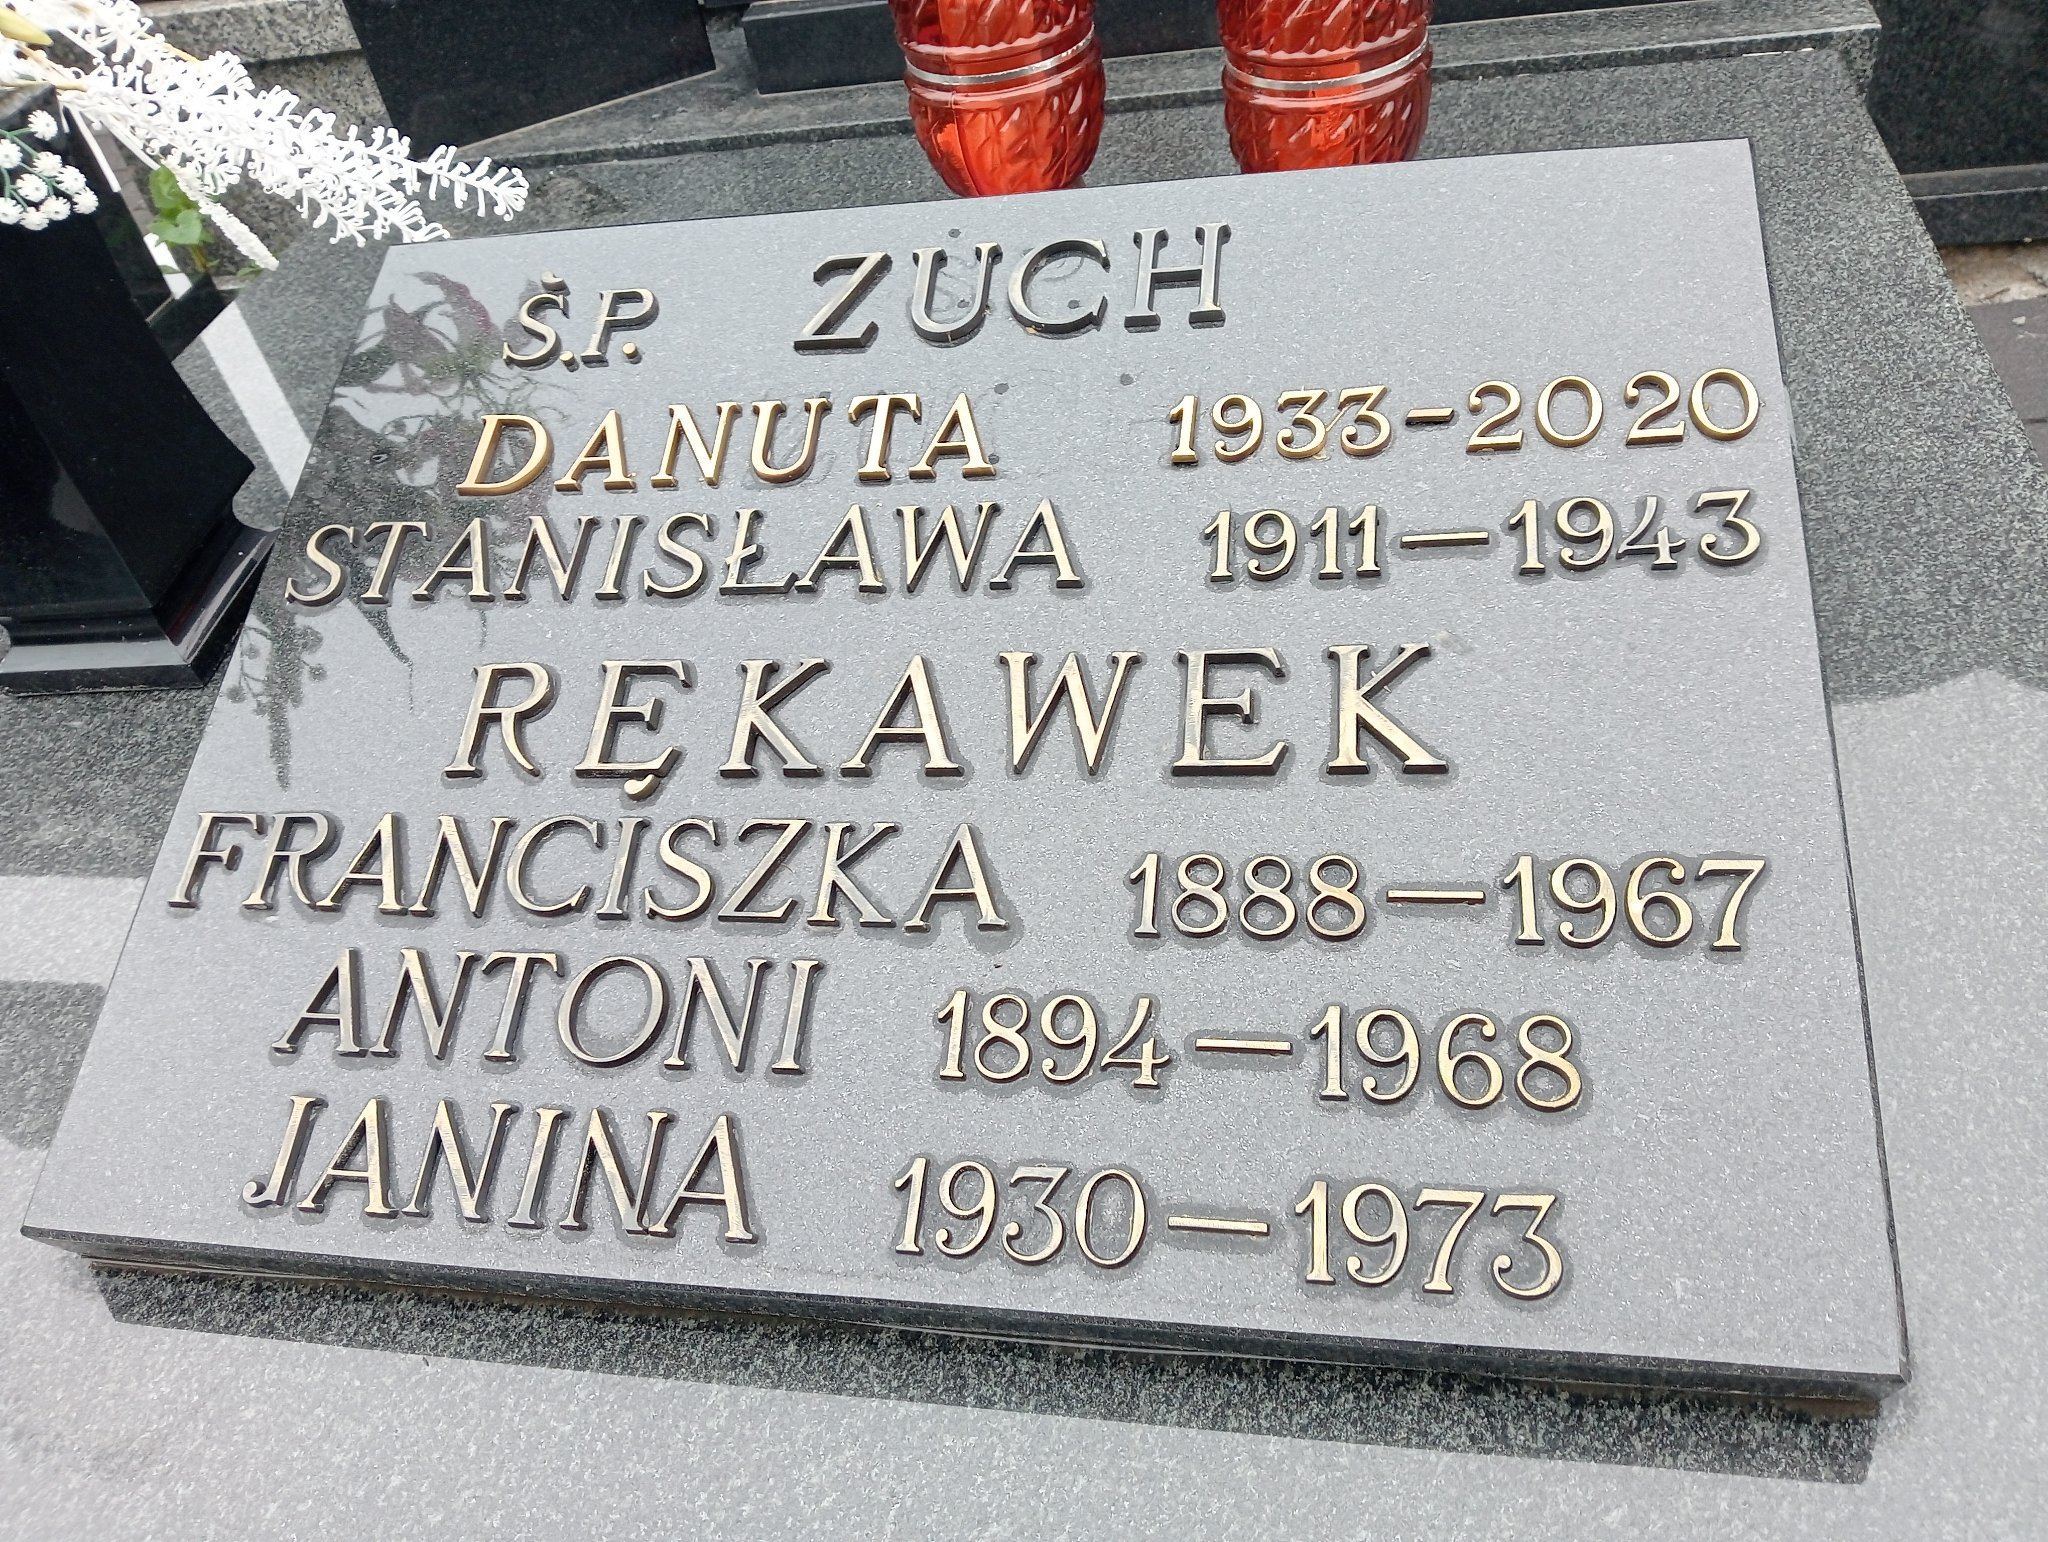 Ś.P. ZUCH
DANUTA 1933-2020
STANISŁAWA 1911-1943
RĘKAWEK
FRANCISZKA 1888-1967
ANTONI 1894-1968
JANINA 1930-1973